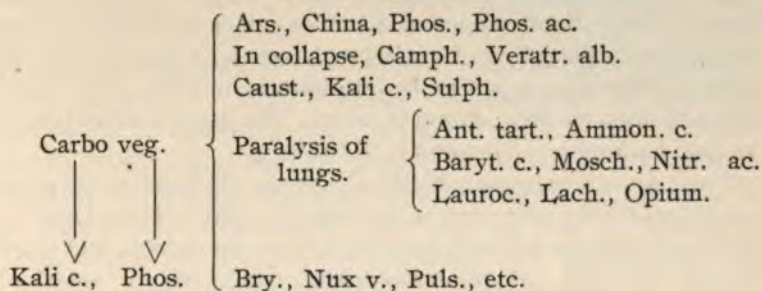 Ars., China, Phos., Phos. ac.
In collapse, Camph., Veratr. alb.
Caust., Kali c., Sulph.
Carbo veg.
Paralysis of
lungs.
Ant. tart., Ammon. c.
Baryt. c., Mosch., Nitr. ac.
Lauroc., Lach., Opium.
Kali c., Phos.
Bry., Nux v., Puls., etc.